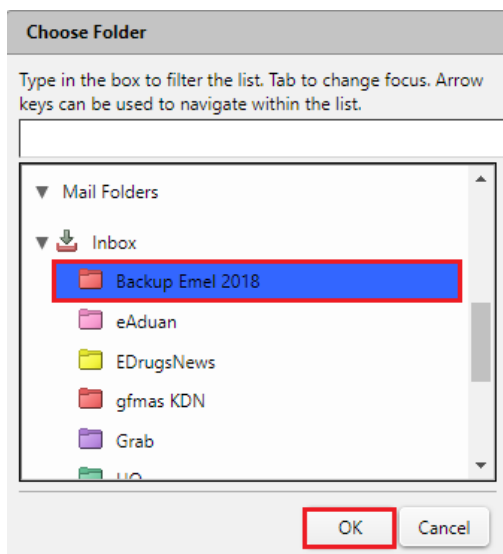 Choose Folder
Type in the box to filter the list. Tab to change focus. Arrow
keys can be used to navigate within the list.
Mail Folders
Inbox
Backup Emel 2018
eAduan
EDrugsNews
gfmas KDN
Grab
OK
Cancel